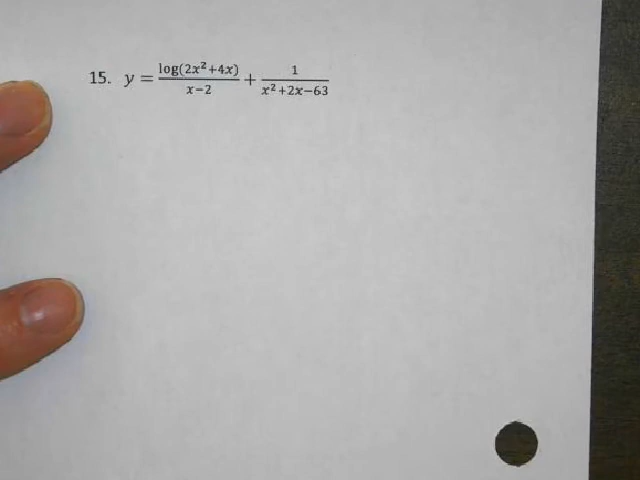 15. y = log(2x²+4x)/x−2 + 1/x²+2x−63